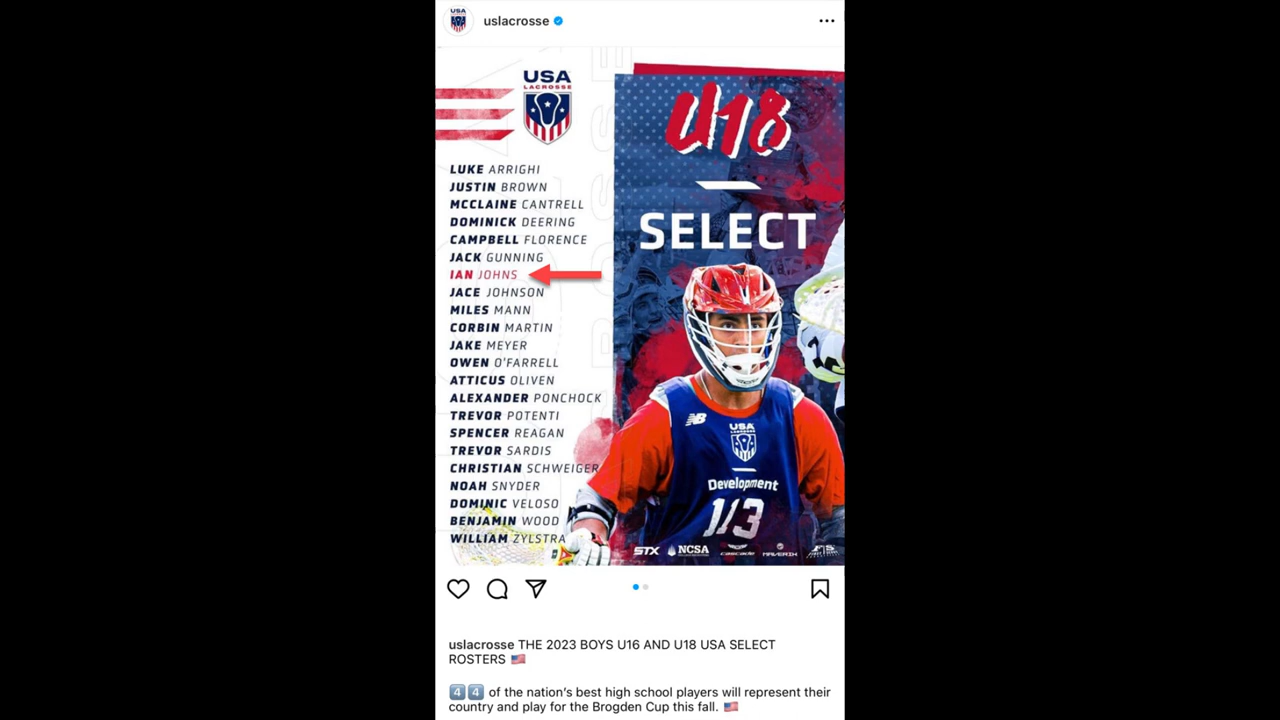 uslacrosse
USA
LACROSSE
LUKE ARRIGHI
JUSTIN BROWN
MCCLAINE CANTRELL
DOMINICK DEERING
CAMPBELL FLORENCE
JACK GUNNING
IAN JOHNS
JACE JOHNSON
MILES MANN
CORBIN MARTIN
JAKE MEYER
OWEN O'FARRELL
ATTICUS OLIVEN
ALEXANDER PONCHOCK
TREVOR POTENTI
SPENCER REAGAN
TREVOR SARDIS
CHRISTIAN SCHWEIGER
NOAH SNYDER
DOMINIC VELOSO
BENJAMIN WOOD
WILLIAM ZYLSTRA
U18
SELECT
NB
USA
LACROSSE
Development
113
STX NCSA cascade MAVERIK
uslacrosse THE 2023 BOYS U16 AND U18 USA SELECT
ROSTERS 🇺🇸
4️⃣4️⃣ of the nation's best high school players will represent their
country and play for the Brogden Cup this fall. 🇺🇸